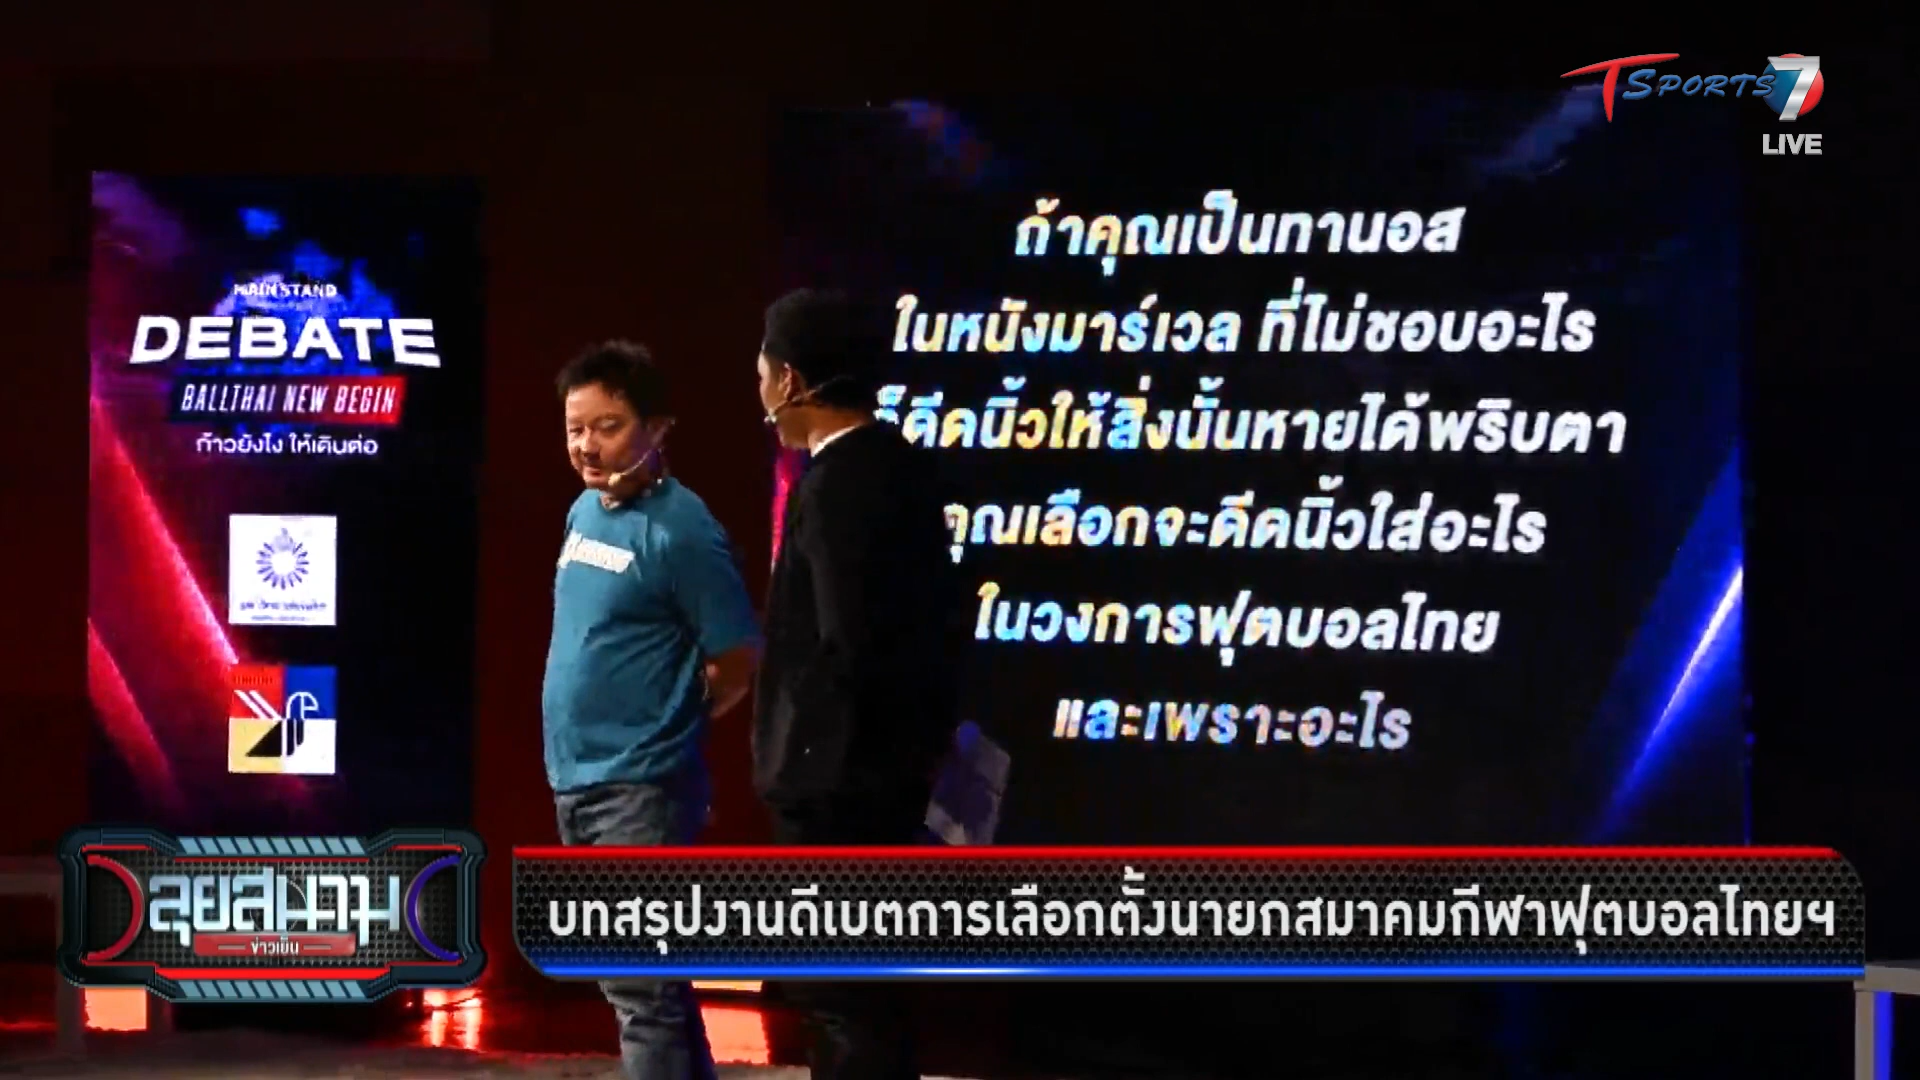 TSPORTS 7
LIVE
MAIN STAND
DEBATE
BALLTHAI NEW BEGIN
ก้าวยังไง ให้เดินต่อ
ถ้าคุณเป็นทานอส
ในหนังมาร์เวล ที่ไม่ชอบอะไร
ก็ดีดนิ้วให้สิ่งนั้นหายได้พริบตา
คุณเลือกจะดีดนิ้วใส่อะไร
ในวงการฟุตบอลไทย
และเพราะอะไร
ลุยสนาม
ข่าวเย็น
บทสรุปงานดีเบตการเลือกตั้งนายกสมาคมกีฬาฟุตบอลไทยฯ